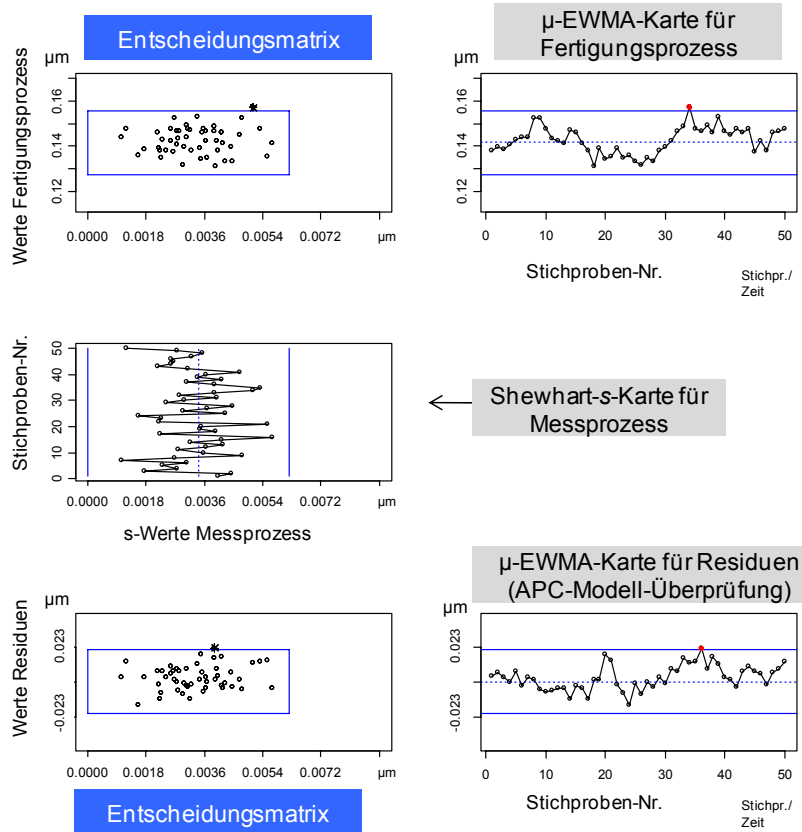 Entscheidungsmatrix
µ-EWMA-Karte für
Fertigungsprozess
µm
µm
Werte Fertigungsprozess
0.16
0.14
0.12
0.0000 0.0018 0.0036 0.0054 0.0072 µm
0.16
0.14
0.12
0 10 20 30 40 50
Stichproben-Nr.
Stichpr./
Zeit
Stichproben-Nr.
50
40
30
20
10
0
0.0000 0.0018 0.0036 0.0054 0.0072 µm
s-Werte Messprozess
Shewhart-s-Karte für
Messprozess
µ-EWMA-Karte für Residuen
(APC-Modell-Überprüfung)
µm
µm
Werte Residuen
0.023
-0.023
0.0000 0.0018 0.0036 0.0054 0.0072 µm
Entscheidungsmatrix
0.023
-0.023
0 10 20 30 40 50
Stichproben-Nr.
Stichpr./
Zeit